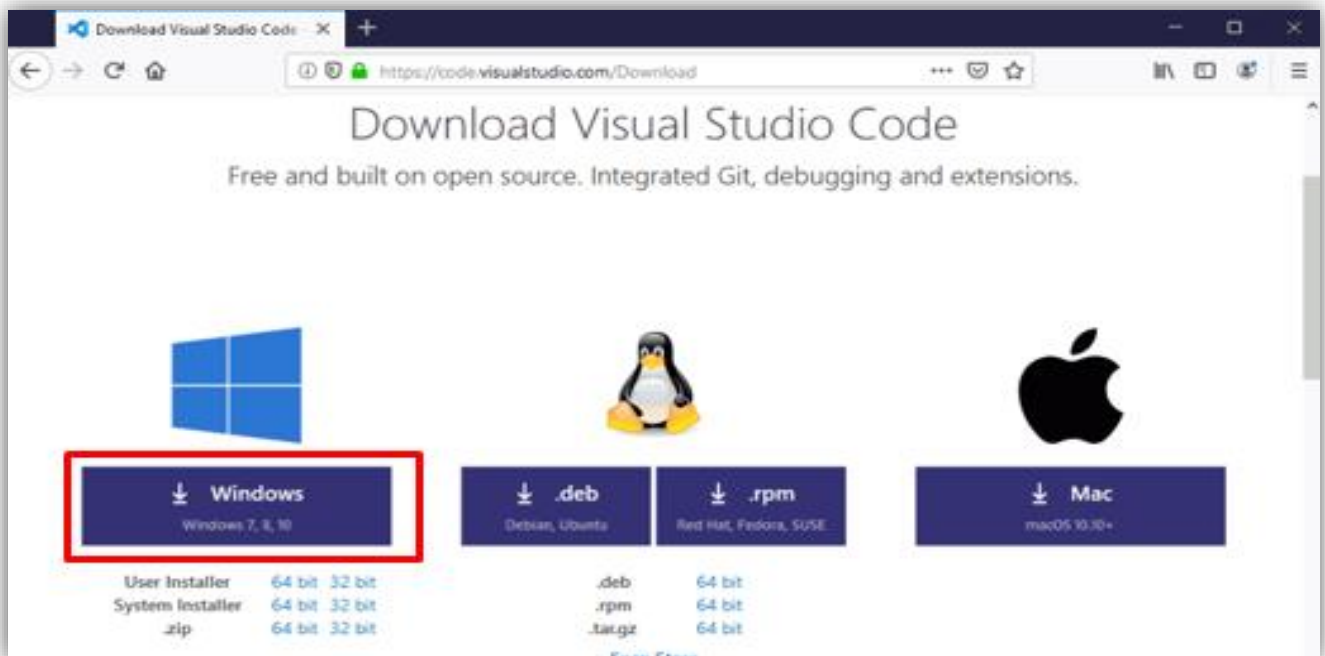 Download Visual Studio Code
https://code.visualstudio.com/Download
Download Visual Studio Code
Free and built on open source. Integrated Git, debugging and extensions.
Windows
Windows 7, 8, 10
.deb
Debian, Ubuntu
.rpm
Red Hat, Fedora, SUSE
Mac
macOS 10.10+
User Installer 64 bit 32 bit
System Installer 64 bit 32 bit
.zip 64 bit 32 bit
.deb 64 bit
.rpm 64 bit
.tar.gz 64 bit